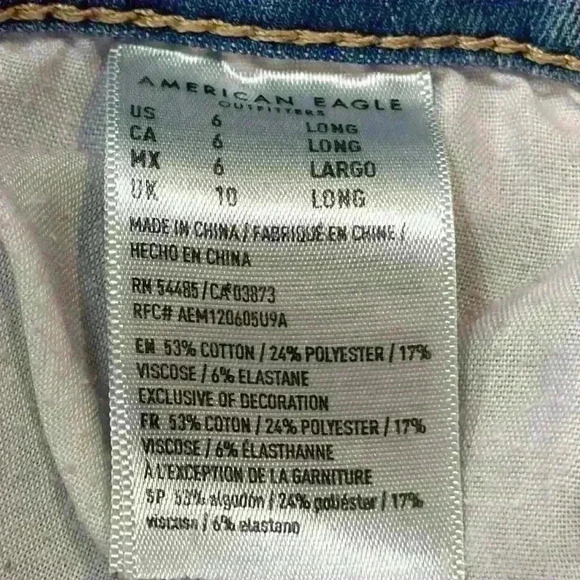 AMERICAN EAGLE
OUTFITTERS
US 6 LONG
CA 6 LONG
MX 6 LARGO
UK 10 LONG
MADE IN CHINA / FABRIQUÉ EN CHINE /
HECHO EN CHINA
RN 54485 / CA 03873
RFC# AEM120605U9A
EN 53% COTTON / 24% POLYESTER / 17%
VISCOSE / 6% ELASTANE
EXCLUSIVE OF DECORATION
FR 53% COTON / 24% POLYESTER / 17%
VISCOSE / 6% ÉLASTHANNE
À L'EXCEPTION DE LA GARNITURE
SP 53% algodón / 24% poliéster / 17%
viscosa / 6% elastano